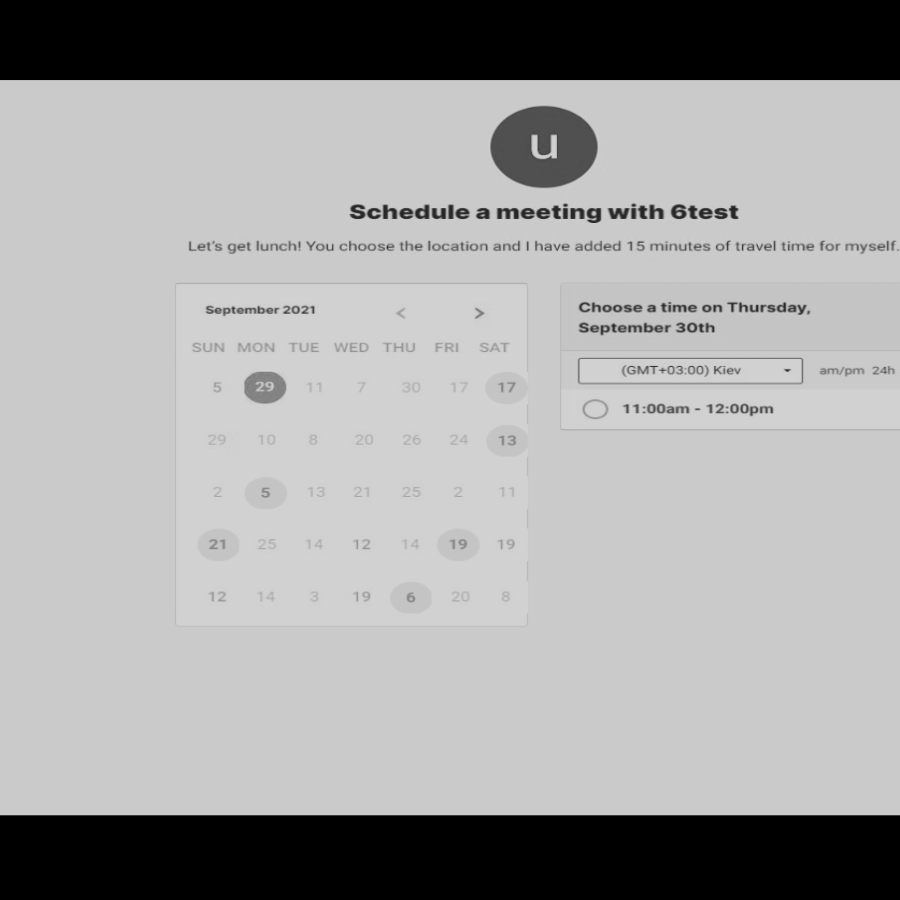 u
Schedule a meeting with 6test
Let's get lunch! You choose the location and I have added 15 minutes of travel time for myself.
September 2021 < >
SUN MON TUE WED THU FRI SAT
5 29 11 7 30 17 17
29 10 8 20 26 24 13
2 5 13 21 25 2 11
21 25 14 12 14 19 19
12 14 3 19 6 20 8
Choose a time on Thursday,
September 30th
(GMT+03:00) Kiev am/pm 24h
11:00am - 12:00pm